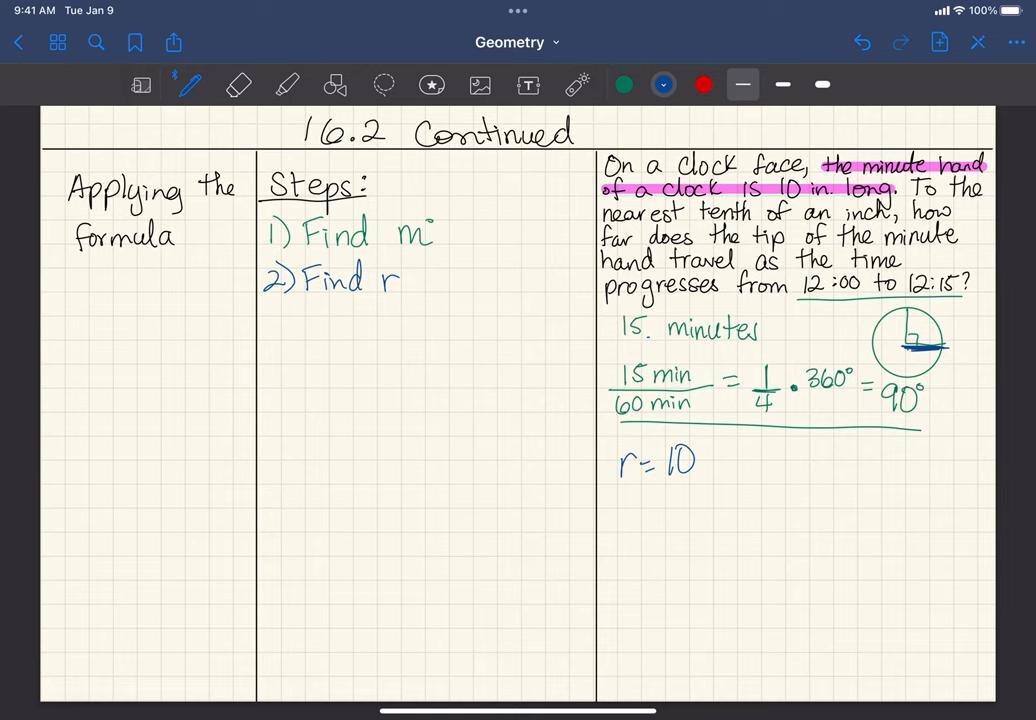 9:41 AM Tue Jan 9
100%
Geometry
16.2 Continued
Applying the
formula
Steps:
1) Find m°
2) Find r
On a clock face, the minute hand
of a clock is 10 in. long. To the
nearest tenth of an inch, how
far does the tip of the minute
hand travel as the time
progresses from 12:00 to 12:15?
15. minutes
15 min / 60 min = 1/4 • 360° = 90°
r = 10